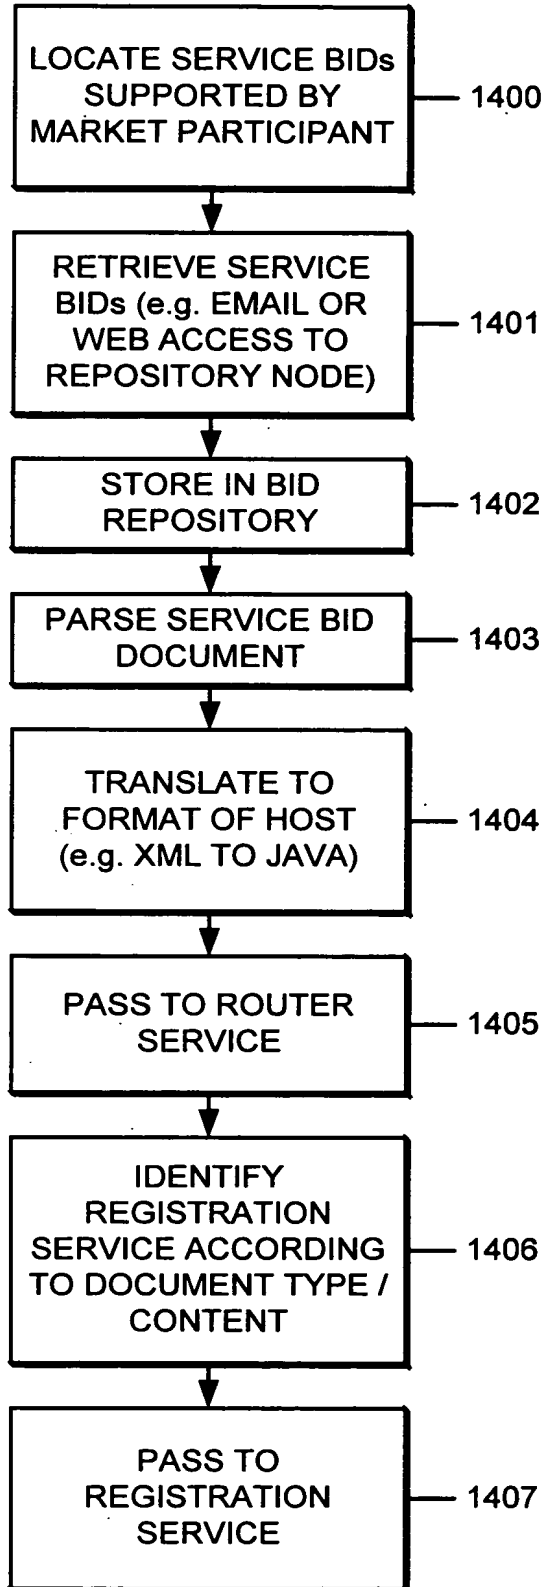 LOCATE SERVICE BIDs
SUPPORTED BY
MARKET PARTICIPANT
1400
RETRIEVE SERVICE
BIDs (e.g. EMAIL OR
WEB ACCESS TO
REPOSITORY NODE)
1401
STORE IN BID
REPOSITORY
1402
PARSE SERVICE BID
DOCUMENT
1403
TRANSLATE TO
FORMAT OF HOST
(e.g. XML TO JAVA)
1404
PASS TO ROUTER
SERVICE
1405
IDENTIFY
REGISTRATION
SERVICE ACCORDING
TO DOCUMENT TYPE /
CONTENT
1406
PASS TO
REGISTRATION
SERVICE
1407